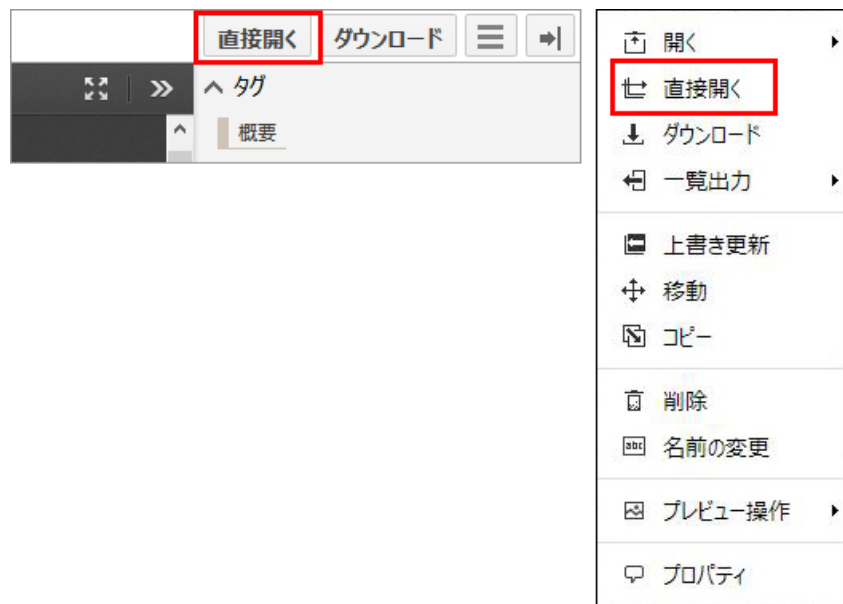 直接開く ダウンロード
タグ
概要
開く
直接開く
ダウンロード
一覧出力
上書き更新
移動
コピー
削除
abc 名前の変更
プレビュー操作
プロパティ